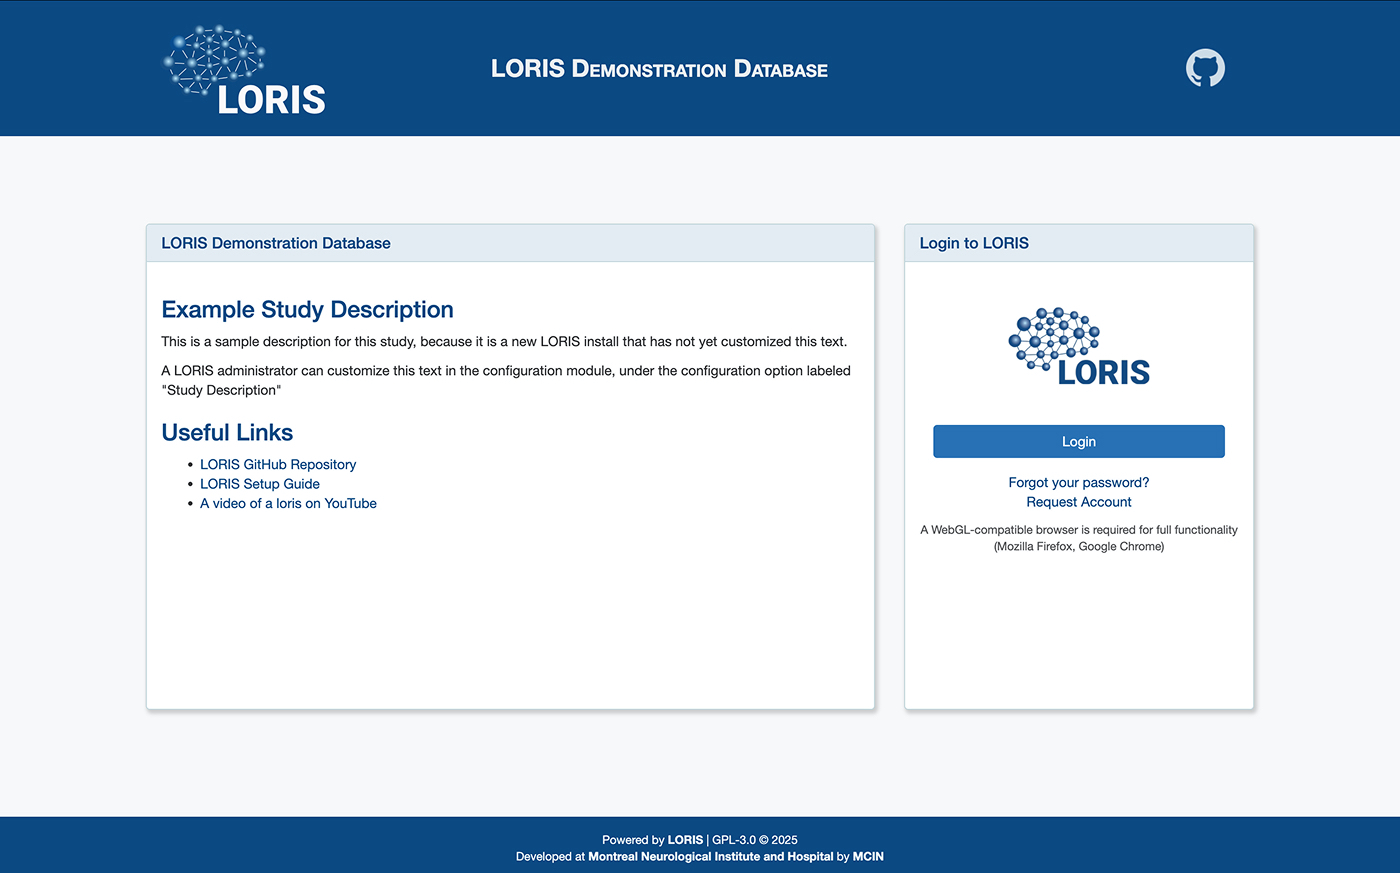 LORIS
LORIS Demonstration Database
LORIS Demonstration Database
Example Study Description
This is a sample description for this study, because it is a new LORIS install that has not yet customized this text.
A LORIS administrator can customize this text in the configuration module, under the configuration option labeled
"Study Description"
Useful Links
LORIS GitHub Repository
LORIS Setup Guide
A video of a loris on YouTube
Login to LORIS
LORIS
Login
Forgot your password?
Request Account
A WebGL-compatible browser is required for full functionality
(Mozilla Firefox, Google Chrome)
Powered by LORIS | GPL-3.0 © 2025
Developed at Montreal Neurological Institute and Hospital by MCIN